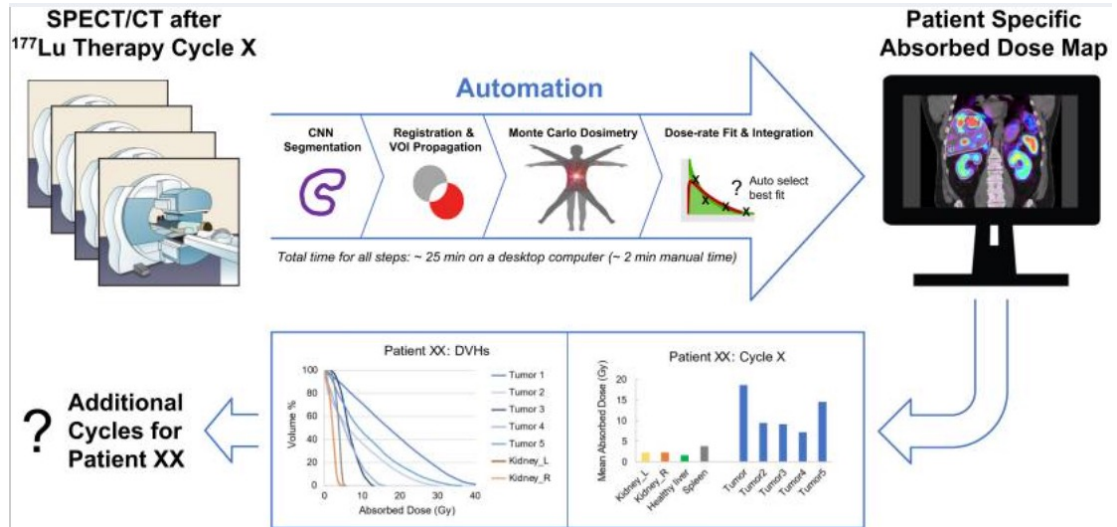 SPECT/CT after
¹⁷⁷Lu Therapy Cycle X
Automation
CNN
Segmentation
Registration &
VOI Propagation
Monte Carlo Dosimetry
Dose-rate Fit & Integration
? Auto select
best fit
Total time for all steps: ~ 25 min on a desktop computer (~ 2 min manual time)
Patient Specific
Absorbed Dose Map
? Additional
Cycles for
Patient XX
Patient XX: DVHs
Volume %
100
80
60
40
20
0
0 10 20 30 40
Absorbed Dose (Gy)
Tumor 1
Tumor 2
Tumor 3
Tumor 4
Tumor 5
Kidney_L
Kidney_R
Patient XX: Cycle X
Mean Absorbed Dose (Gy)
20
15
10
5
0
Kidney_L
Kidney_R
Healthy liver
Spleen
Tumor
Tumor2
Tumor3
Tumor4
Tumor5